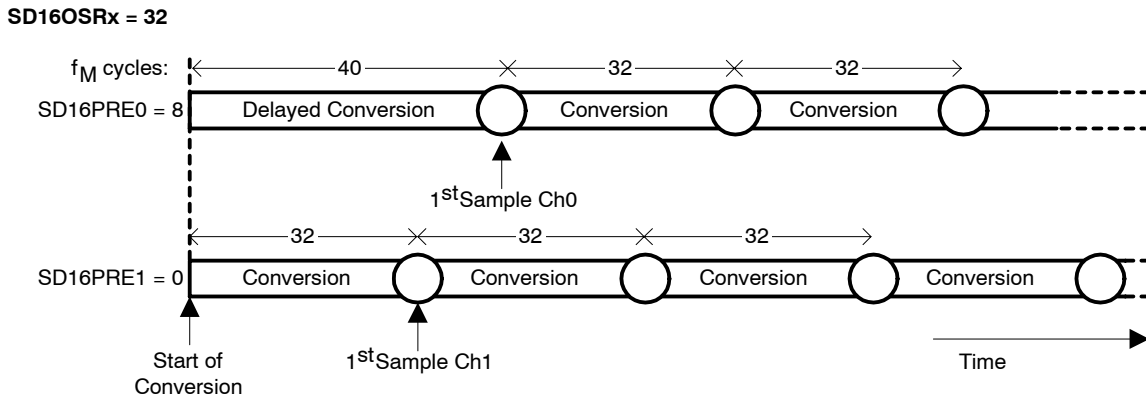 SD16OSRx = 32
fM cycles: 40 32 32
SD16PRE0 = 8 Delayed Conversion Conversion Conversion
1st Sample Ch0
32 32 32
SD16PRE1 = 0 Conversion Conversion Conversion Conversion
Start of Conversion
1st Sample Ch1
Time